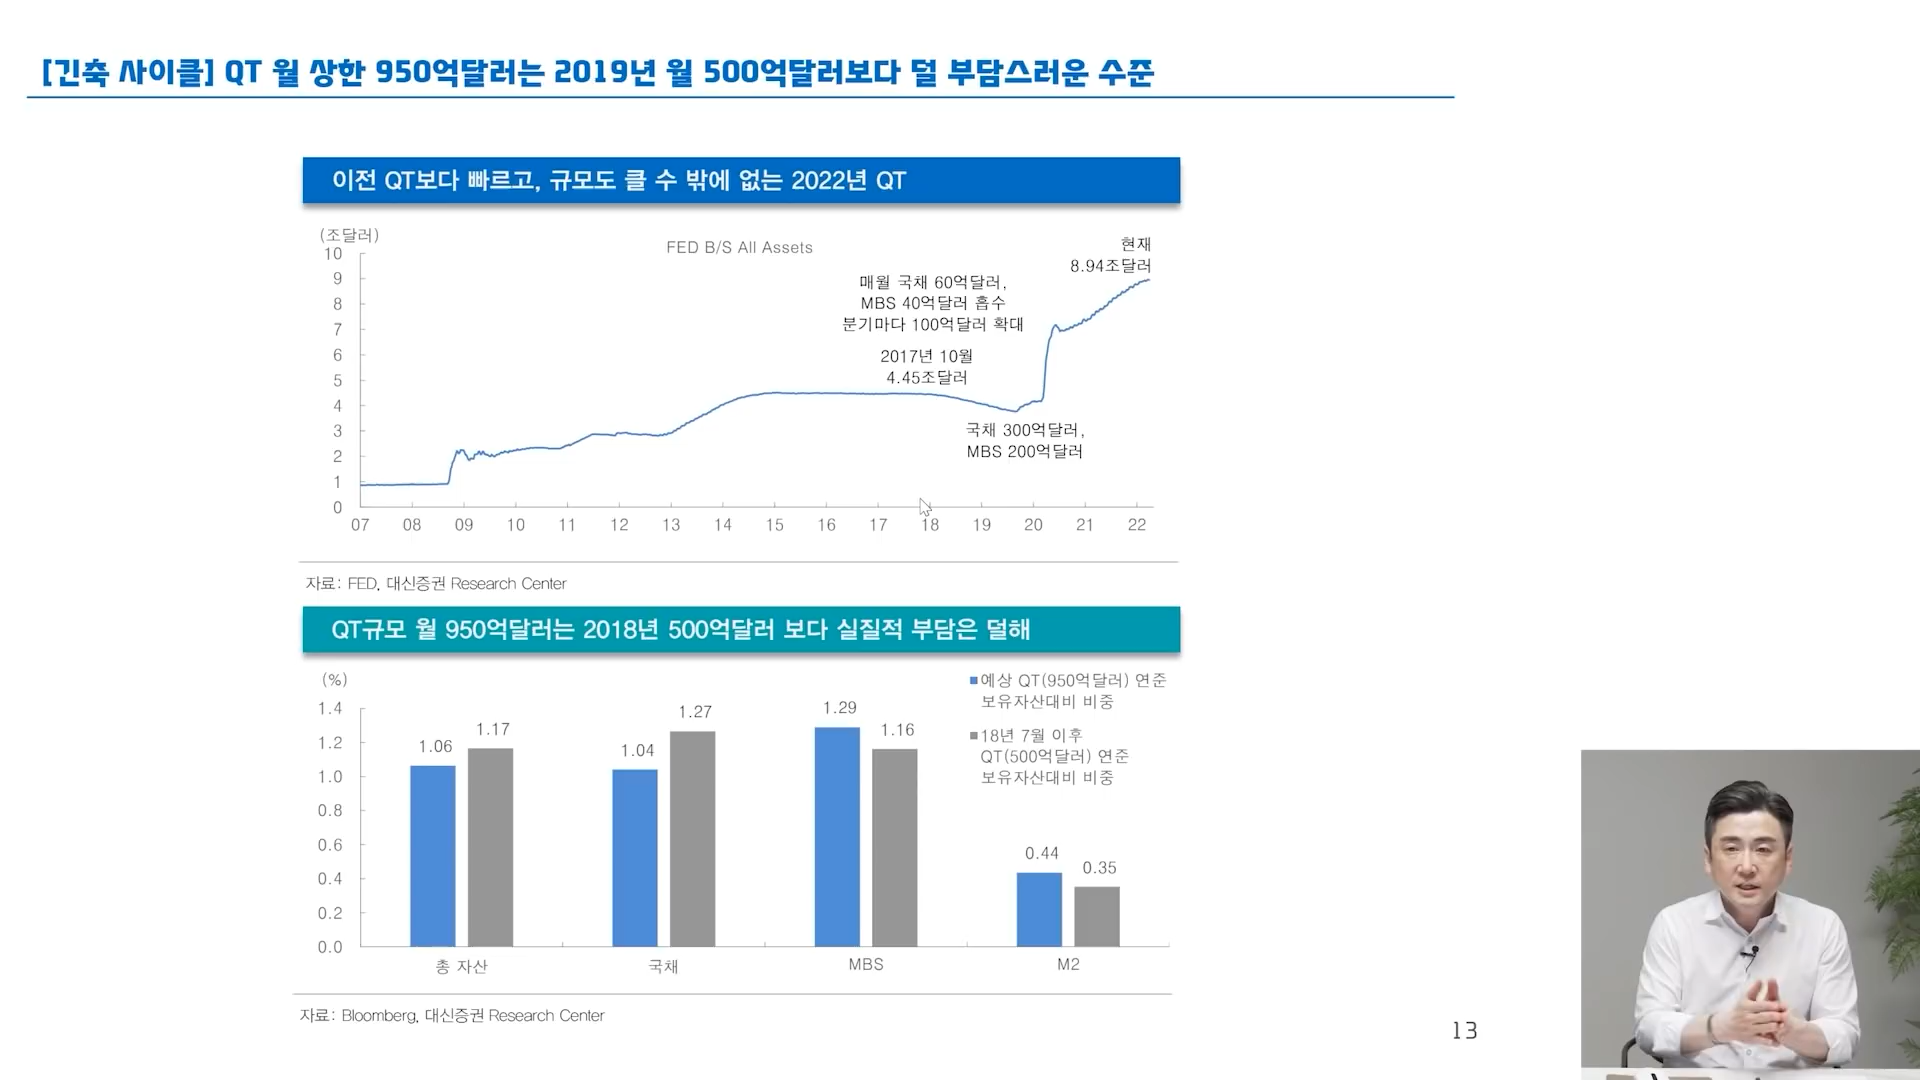 [긴축 사이클] QT 월 상한 950억달러는 2019년 월 500억달러보다 덜 부담스러운 수준
이전 QT보다 빠르고, 규모도 클 수 밖에 없는 2022년 QT
(조달러)
FED B/S All Assets
현재
8.94조달러
매월 국채 60억달러,
MBS 40억달러 흡수
분기마다 100억달러 확대
2017년 10월
4.45조달러
국채 300억달러,
MBS 200억달러
10
9
8
7
6
5
4
3
2
1
0
07 08 09 10 11 12 13 14 15 16 17 18 19 20 21 22
자료: FED, 대신증권 Research Center
QT규모 월 950억달러는 2018년 500억달러 보다 실질적 부담은 덜해
(%)
예상 QT(950억달러) 연준
보유자산대비 비중
18년 7월 이후
QT(500억달러) 연준
보유자산대비 비중
1.4
1.2
1.0
0.8
0.6
0.4
0.2
0.0
1.06 1.17 1.04 1.27 1.29 1.16 0.44 0.35
총 자산 국채 MBS M2
자료: Bloomberg, 대신증권 Research Center
13